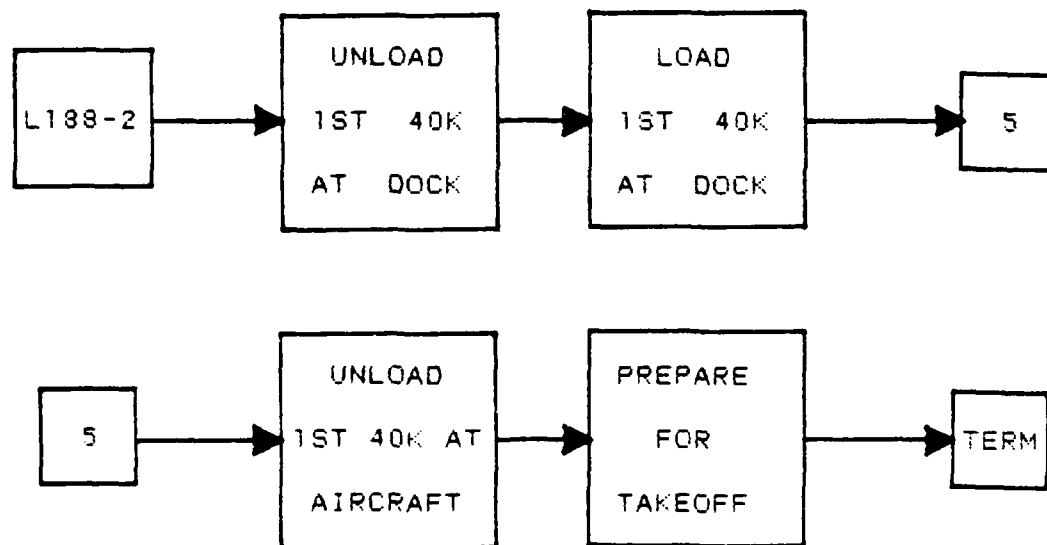 L188-2
UNLOAD
1ST 40K
AT DOCK
LOAD
1ST 40K
AT DOCK
5
5
UNLOAD
1ST 40K AT
AIRCRAFT
PREPARE
FOR
TAKEOFF
TERM